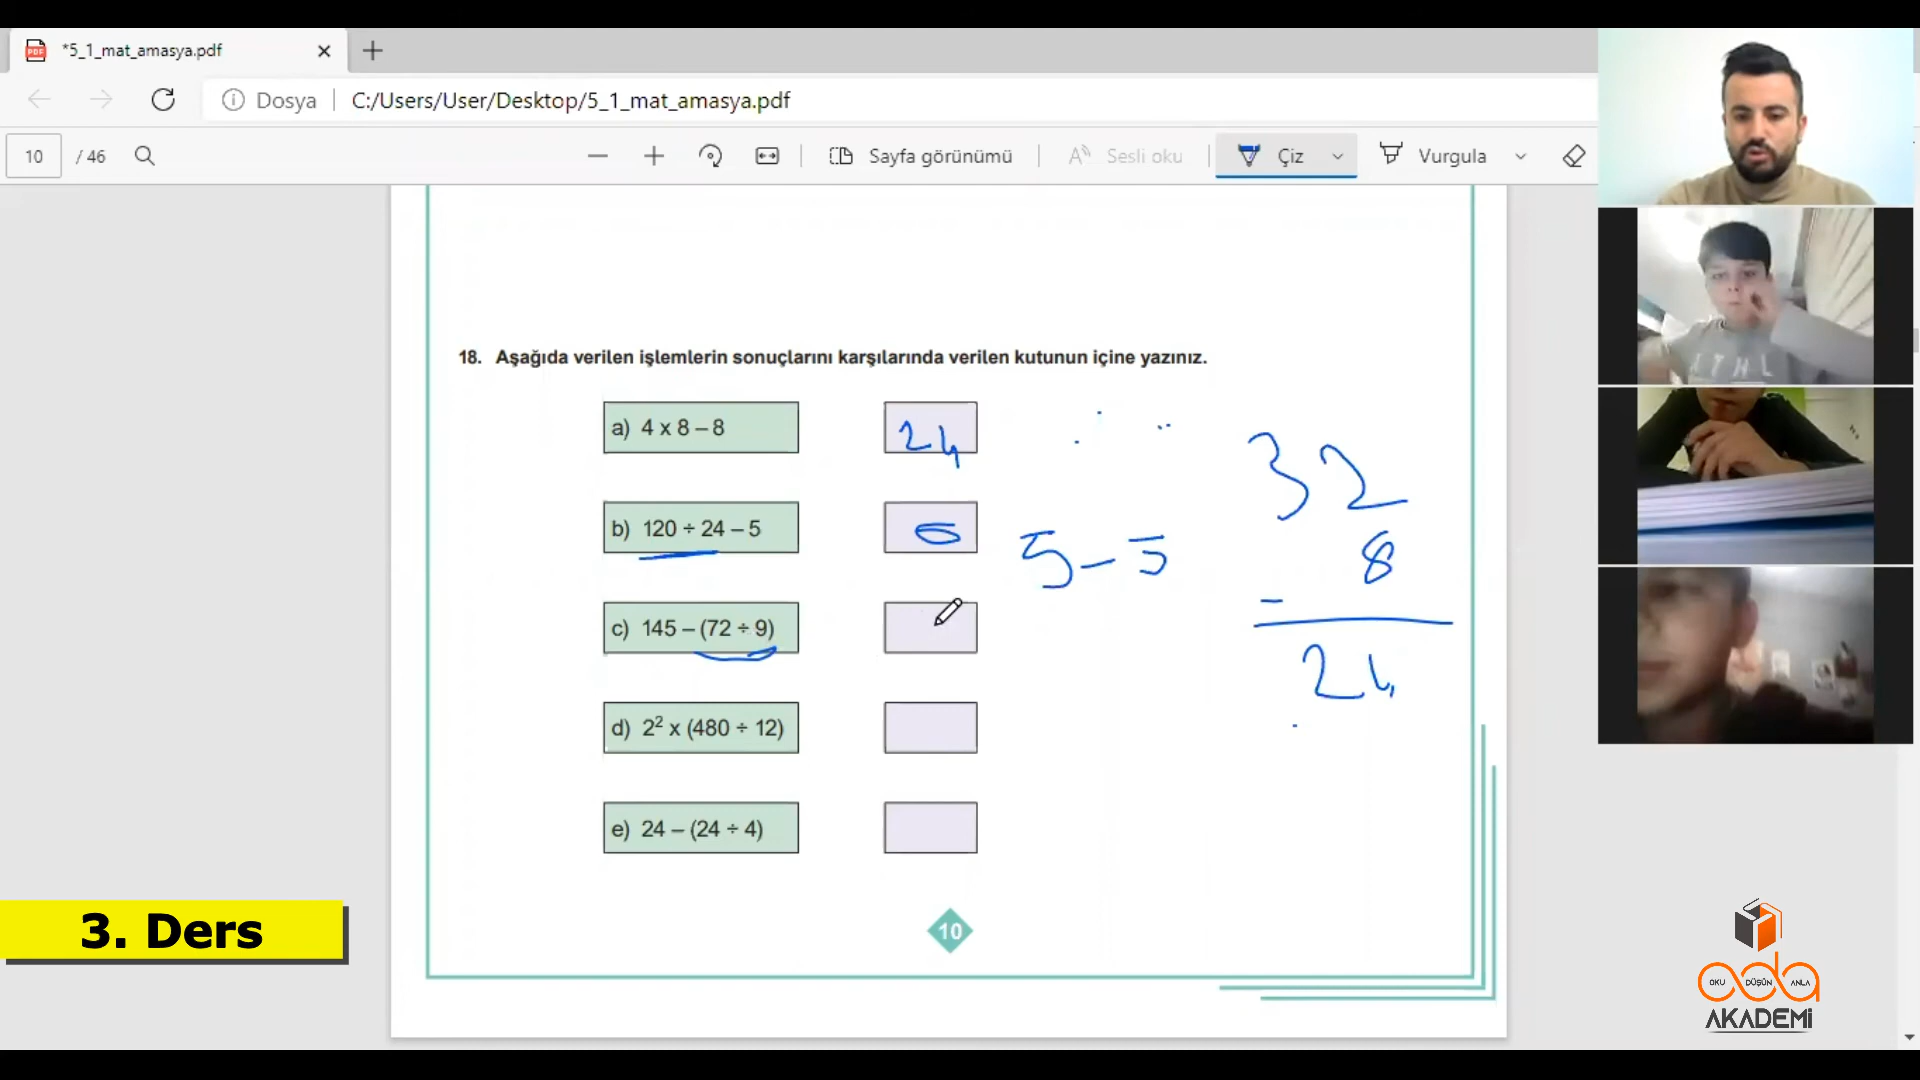 *5_1_mat_amasya.pdf
Dosya C:/Users/User/Desktop/5_1_mat_amasya.pdf
10 / 46 Sayfa görünümü Sesli oku Çiz Vurgula
18. Aşağıda verilen işlemlerin sonuçlarını karşılarında verilen kutunun içine yazınız.
a) 4 x 8 – 8 24
32
b) 120 ÷ 24 – 5 0 5 – 5
8
–
c) 145 – (72 ÷ 9)
24
d) 2² x (480 ÷ 12)
e) 24 – (24 ÷ 4)
10
3. Ders
oda
OKU DÜŞÜN ANLA
AKADEMİ